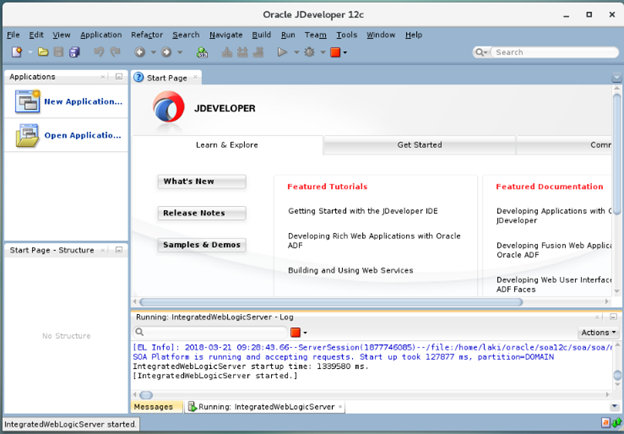 Oracle JDeveloper 12c
File Edit View Application Refactor Search Navigate Build Run Team Tools Window Help
Search
Applications
New Application...
Open Applicatio...
Start Page
JDEVELOPER
Learn & Explore
Get Started
Comm
What's New
Release Notes
Samples & Demos
Featured Tutorials
Getting Started with the JDeveloper IDE
Developing Rich Web Applications with Oracle
ADF
Building and Using Web Services
Featured Documentation
Developing Applications with
JDeveloper
Developing Fusion Web Applica
Oracle ADF
Developing Web User Interface
ADF Faces
Start Page - Structure
No Structure
Running: IntegratedWebLogicServer - Log
Actions
[EL Info]: 2018-03-21 09:28:43.66--ServerSession(1877746085)--/file:/home/laki/oracle/soa12c/soa/soa/m
SOA Platform is running and accepting requests. Start up took 127877 ms, partition=DOMAIN
IntegratedWebLogicServer startup time: 1339580 ms.
[IntegratedWebLogicServer started.]
Messages
Running: IntegratedWebLogicServer
IntegratedWebLogicServer started.